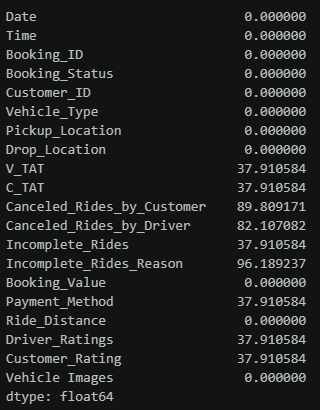 Date 0.000000
Time 0.000000
Booking_ID 0.000000
Booking_Status 0.000000
Customer_ID 0.000000
Vehicle_Type 0.000000
Pickup_Location 0.000000
Drop_Location 0.000000
V_TAT 37.910584
C_TAT 37.910584
Canceled_Rides_by_Customer 89.809171
Canceled_Rides_by_Driver 82.107082
Incomplete_Rides 37.910584
Incomplete_Rides_Reason 96.189237
Booking_Value 0.000000
Payment_Method 37.910584
Ride_Distance 0.000000
Driver_Ratings 37.910584
Customer_Rating 37.910584
Vehicle Images 0.000000
dtype: float64